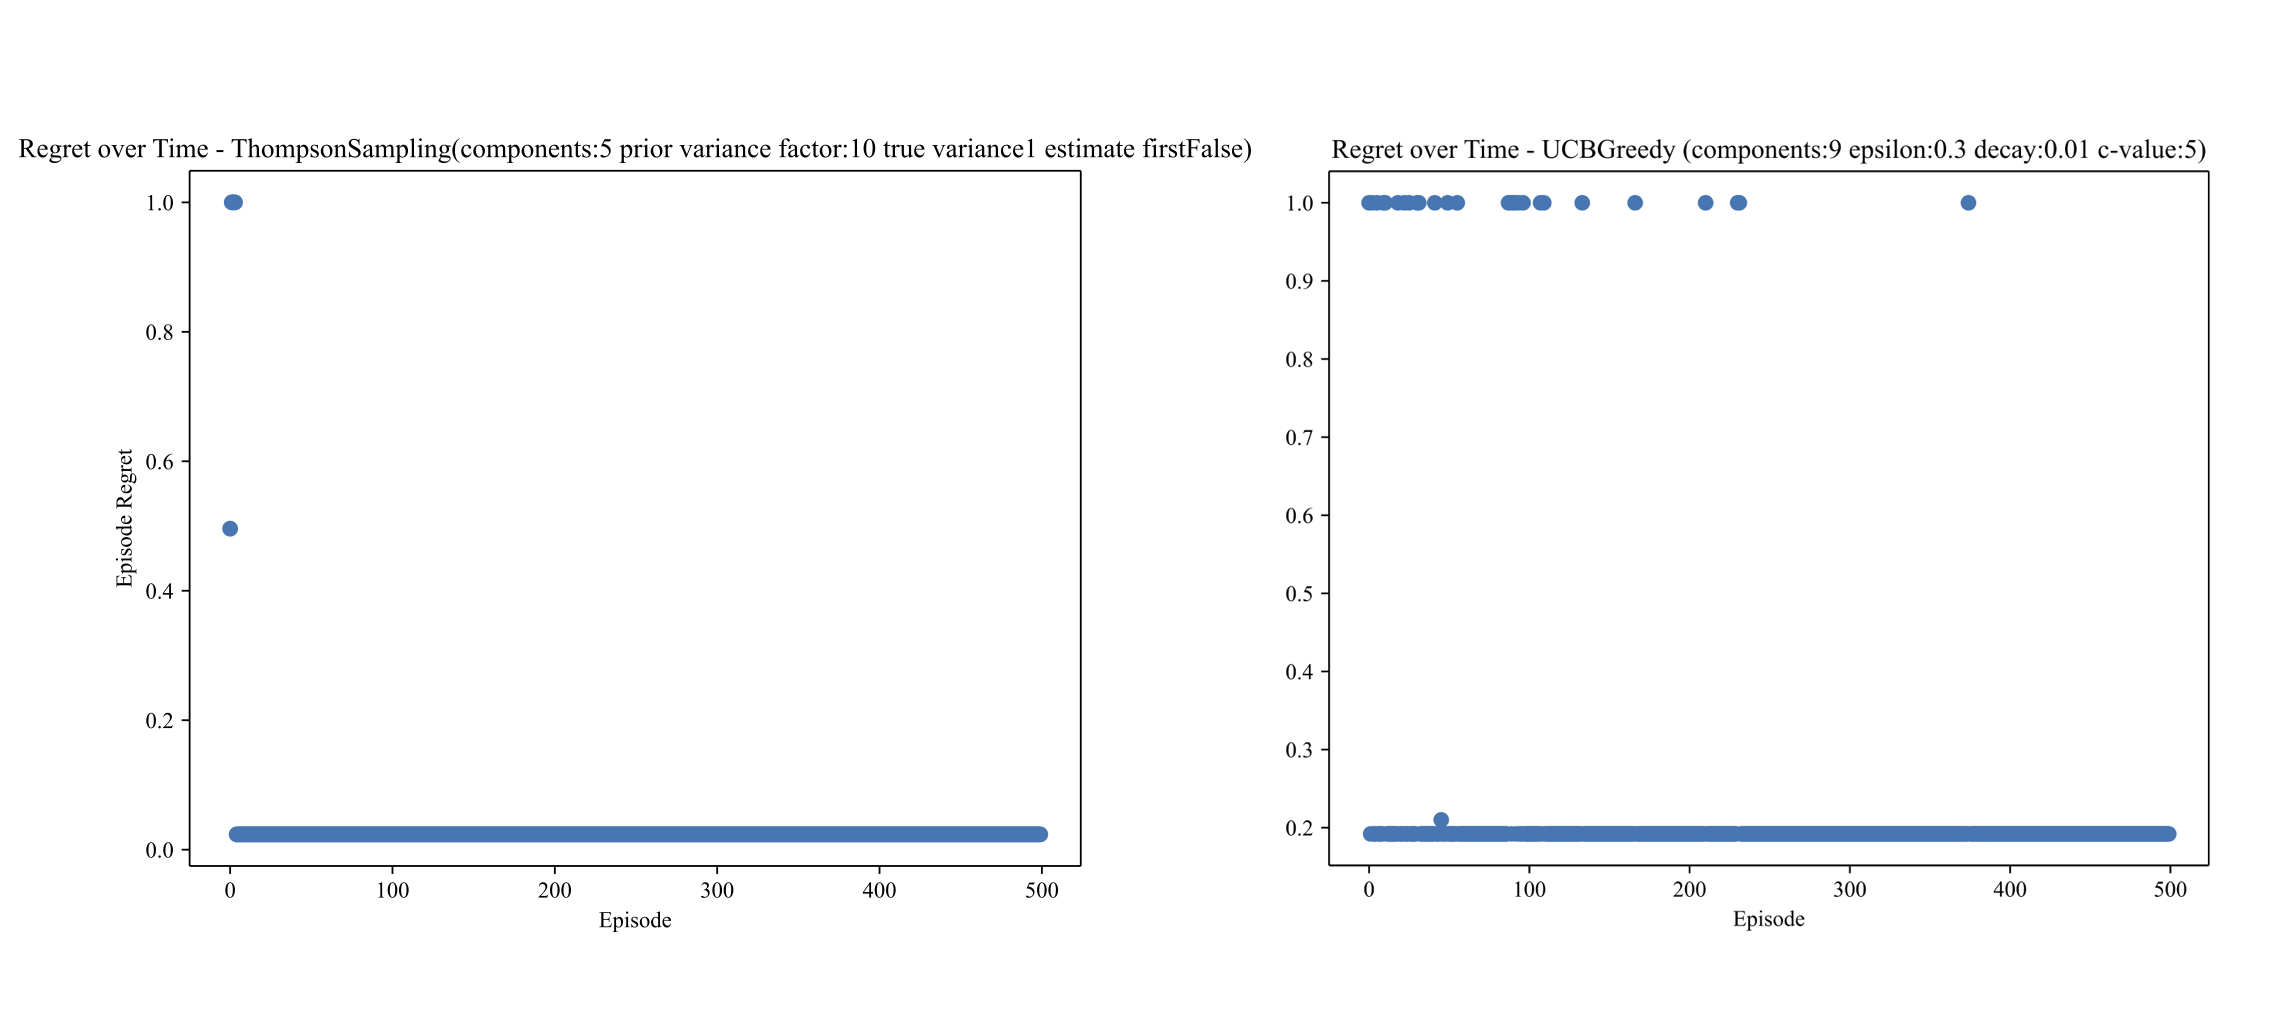 Regret over Time - ThompsonSampling(components:5 prior variance factor:10 true variance1 estimate firstFalse)
1.0
0.8
0.6
0.4
0.2
0.0
Episode Regret
0 100 200 300 400 500
Episode
Regret over Time - UCBGreedy (components:9 epsilon:0.3 decay:0.01 c-value:5)
1.0
0.9
0.8
0.7
0.6
0.5
0.4
0.3
0.2
0 100 200 300 400 500
Episode